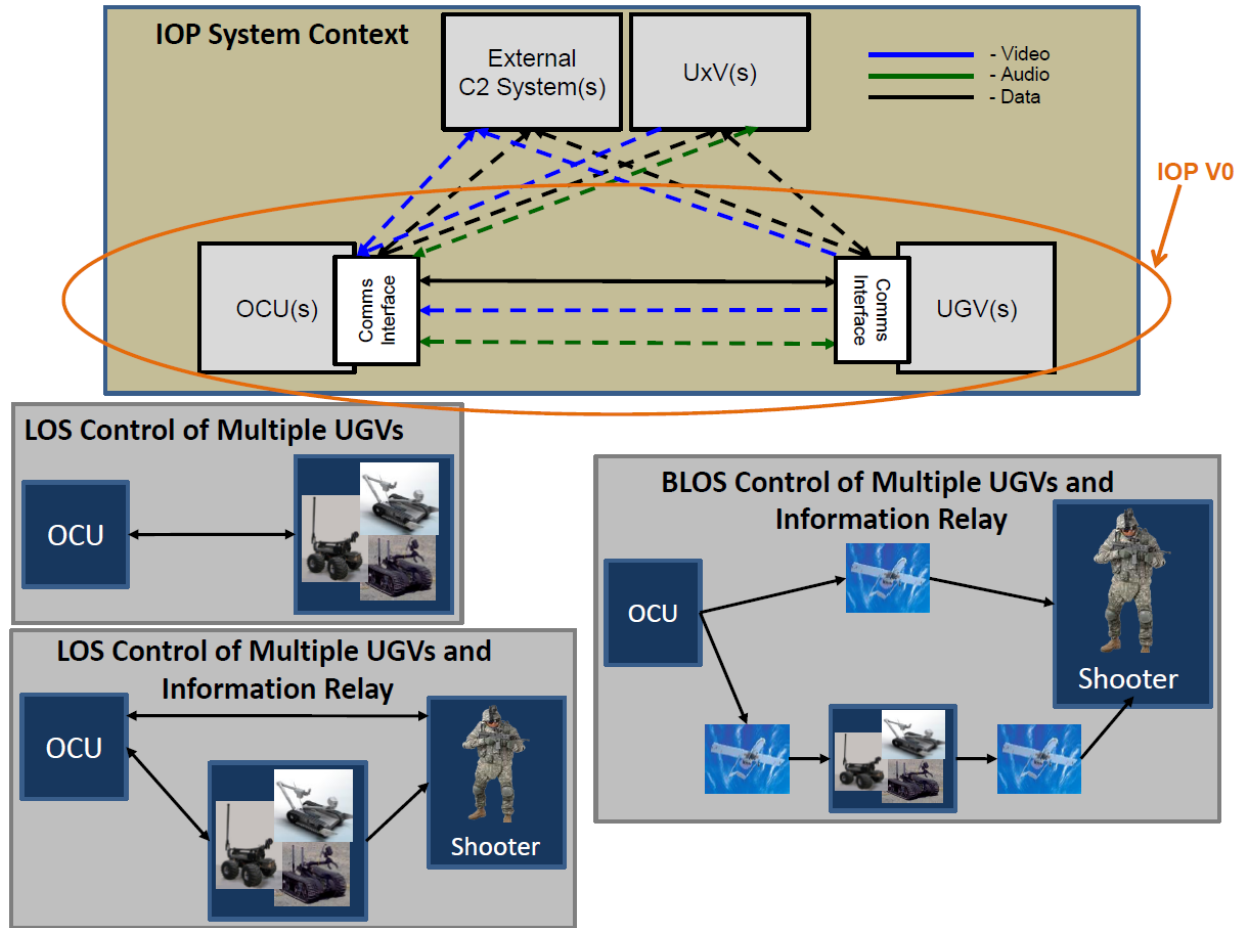 IOP System Context
External
C2 System(s)
UxV(s)
- Video
- Audio
- Data
IOP V0
OCU(s)
Comms
Interface
Comms
Interface
UGV(s)
LOS Control of Multiple UGVs
OCU
LOS Control of Multiple UGVs and
Information Relay
OCU
Shooter
BLOS Control of Multiple UGVs and
Information Relay
OCU
Shooter